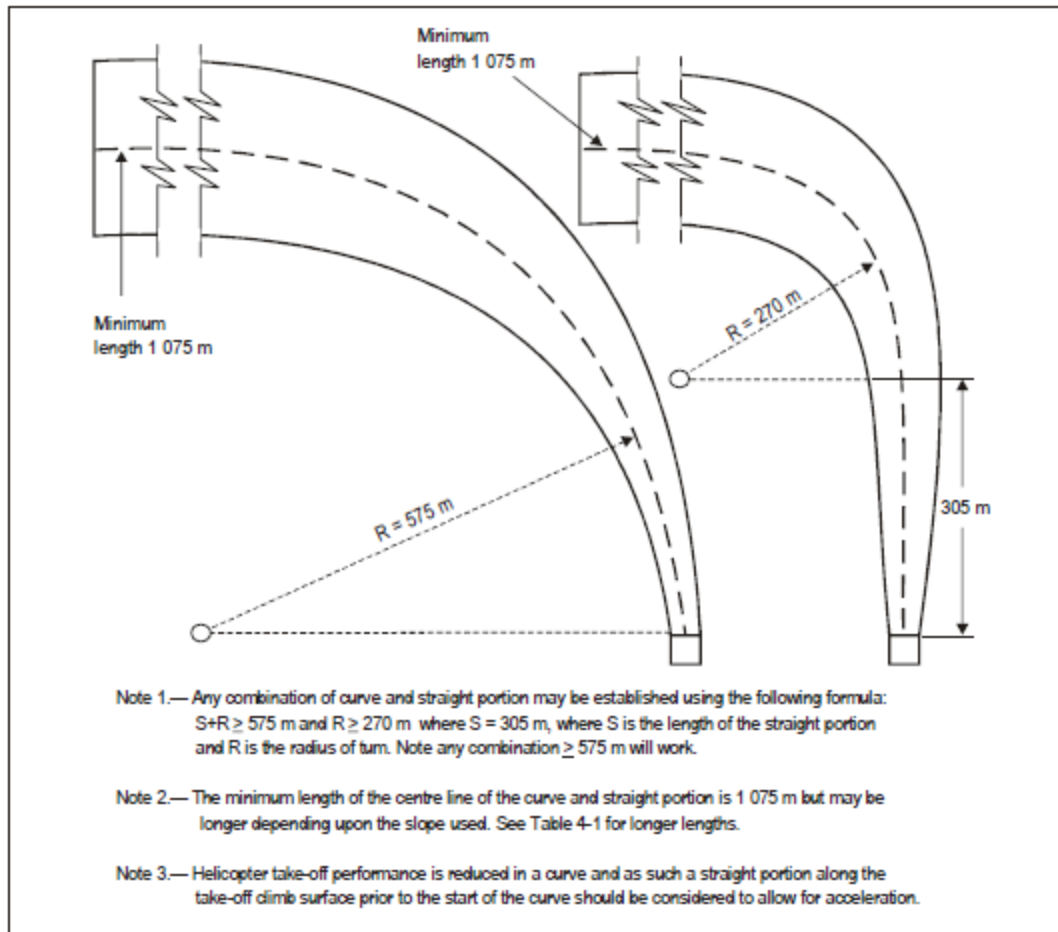 Minimum
length 1 075 m
Minimum
length 1 075 m
R = 270 m
305 m
R = 575 m
Note 1.— Any combination of curve and straight portion may be established using the following formula:
S+R ≥ 575 m and R ≥ 270 m where S = 305 m, where S is the length of the straight portion
and R is the radius of turn. Note any combination ≥ 575 m will work.
Note 2.— The minimum length of the centre line of the curve and straight portion is 1 075 m but may be
longer depending upon the slope used. See Table 4-1 for longer lengths.
Note 3.— Helicopter take-off performance is reduced in a curve and as such a straight portion along the
take-off climb surface prior to the start of the curve should be considered to allow for acceleration.